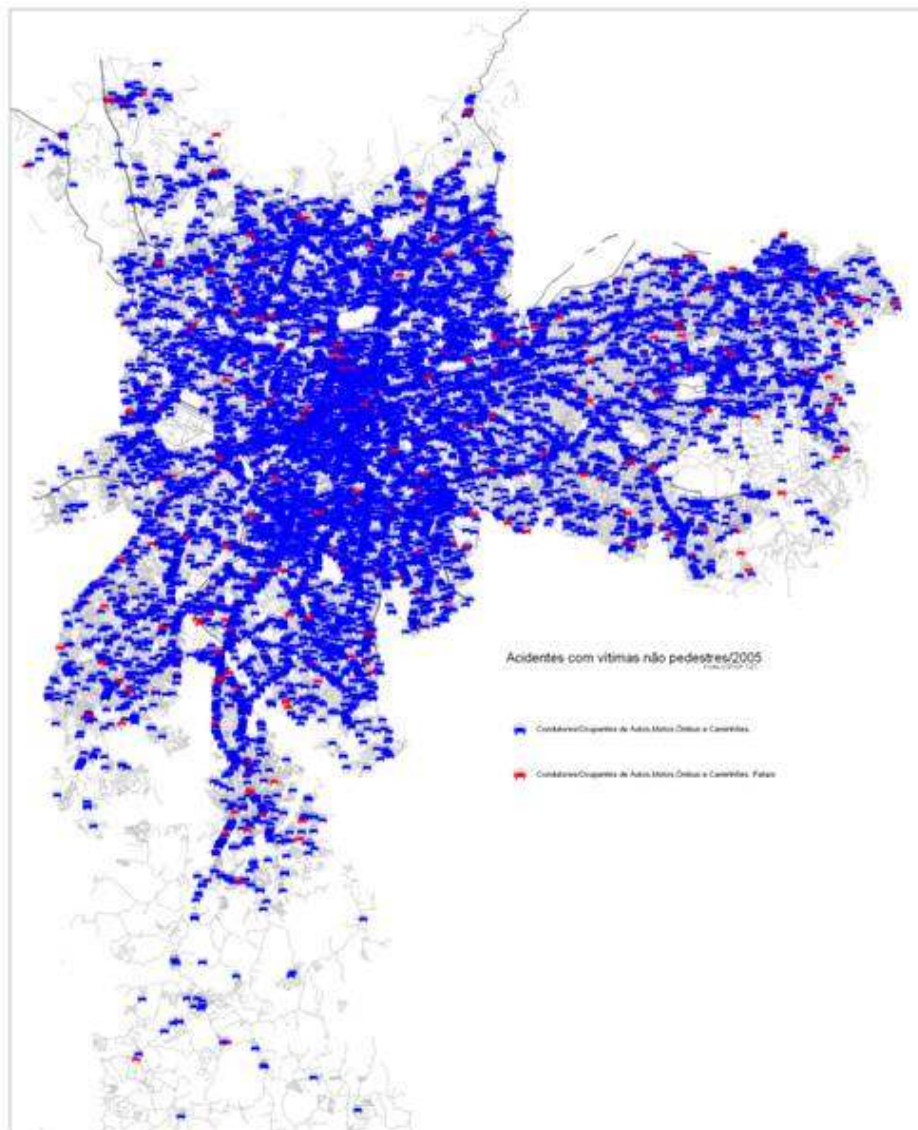 Acidentes com vítimas não pedestres/2005
Condutores/Ocupantes de Autos,Motos,Ônibus e Caminhões
Condutores/Ocupantes de Autos,Motos,Ônibus e Caminhões Fatais